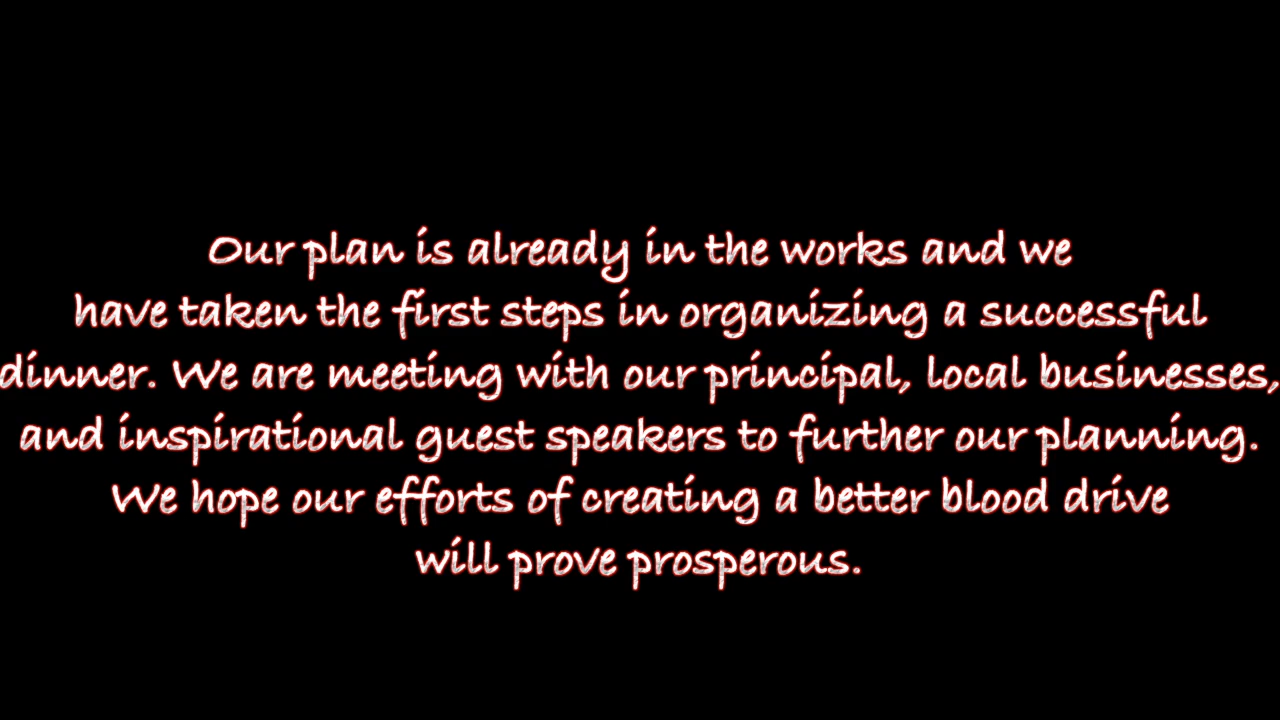 Our plan is already in the works and we
have taken the first steps in organizing a successful
dinner. We are meeting with our principal, local businesses,
and inspirational guest speakers to further our planning.
We hope our efforts of creating a better blood drive
will prove prosperous.